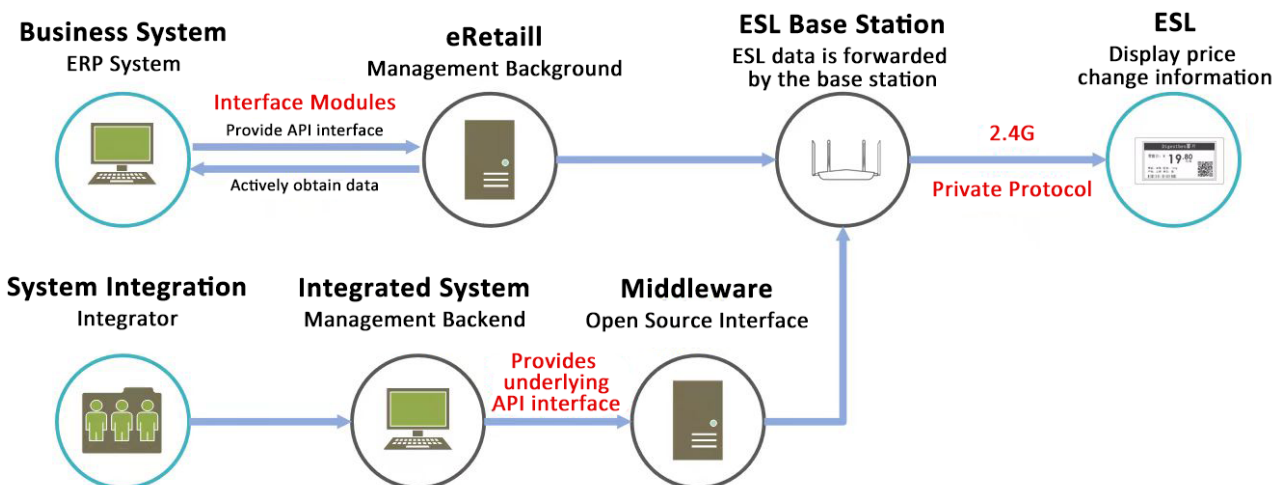 Business System
ERP System
eRetaill
Management Background
ESL Base Station
ESL data is forwarded
by the base station
ESL
Display price
change information
Interface Modules
Provide API interface
Actively obtain data
2.4G
Private Protocol
19.80
System Integration
Integrator
Integrated System
Management Backend
Middleware
Open Source Interface
Provides
underlying
API interface